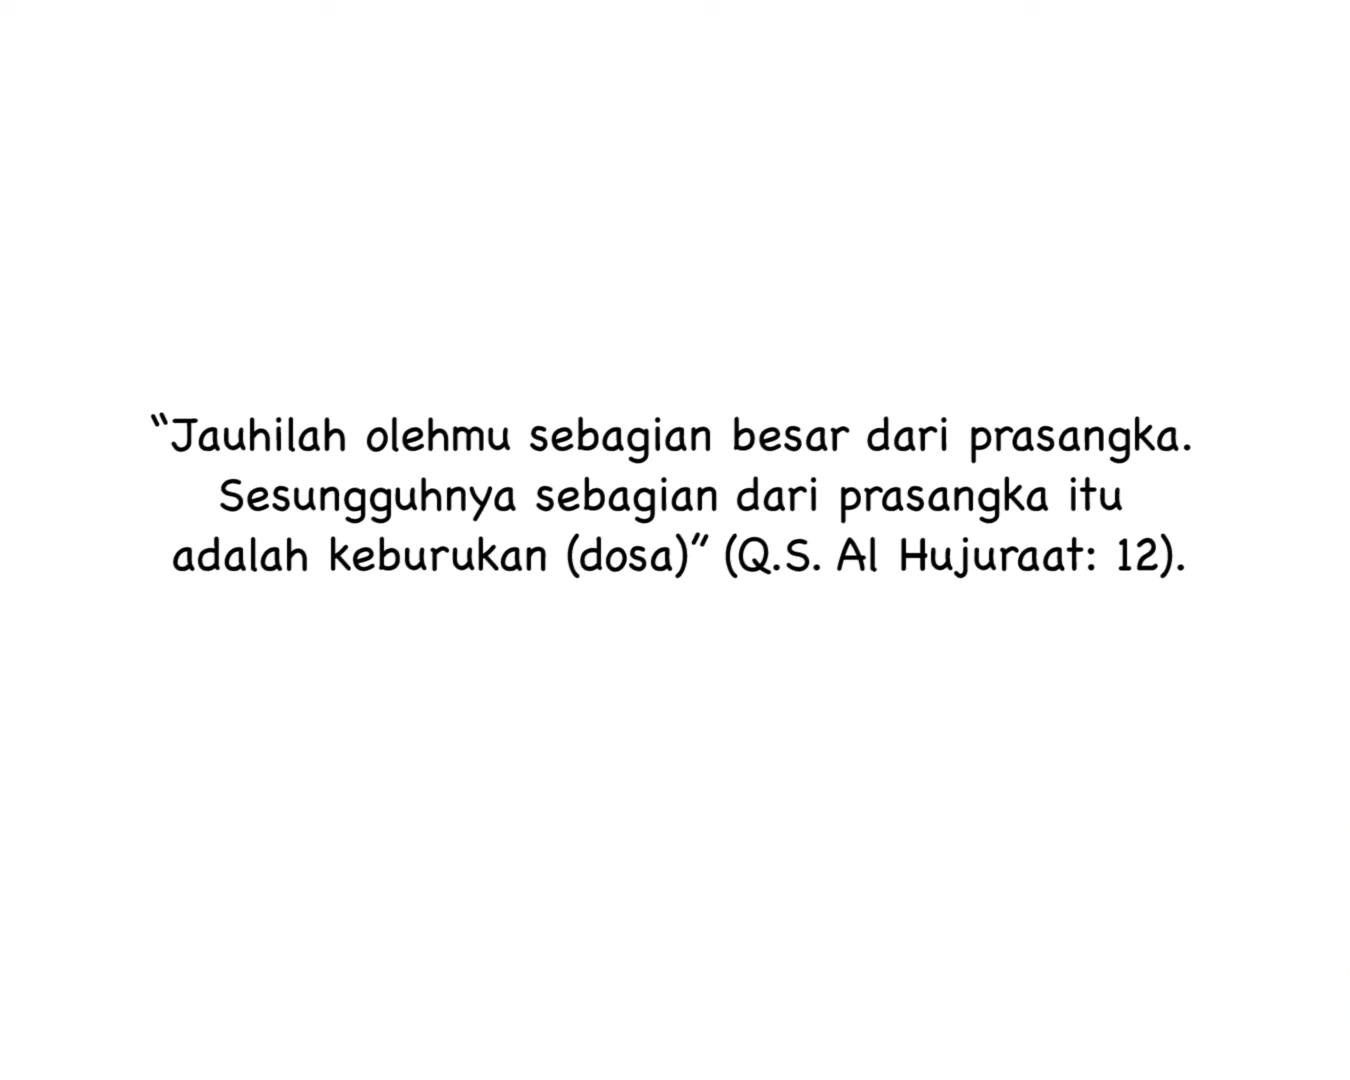 “Jauhilah olehmu sebagian besar dari prasangka.
Sesungguhnya sebagian dari prasangka itu
adalah keburukan (dosa)” (Q.S. Al Hujuraat: 12).